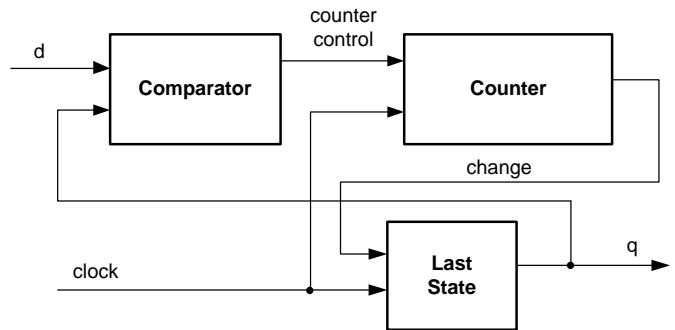 counter
control
d
Comparator
Counter
change
clock
Last
State
q